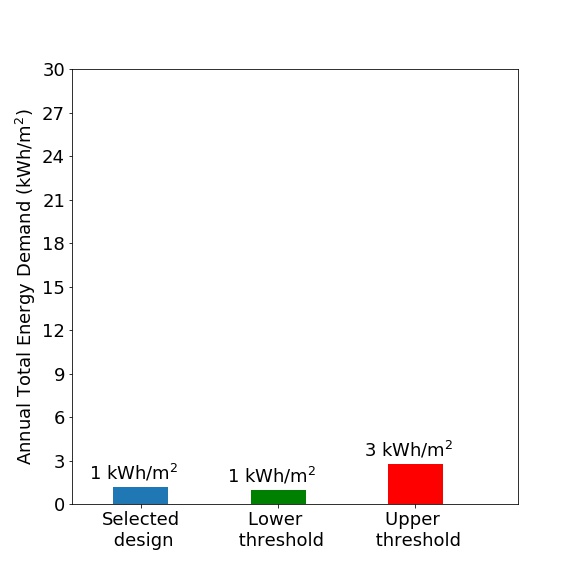 Annual Total Energy Demand (kWh/m²)
30
27
24
21
18
15
12
9
6
3
0
1 kWh/m²
1 kWh/m²
3 kWh/m²
Selected
design
Lower
threshold
Upper
threshold